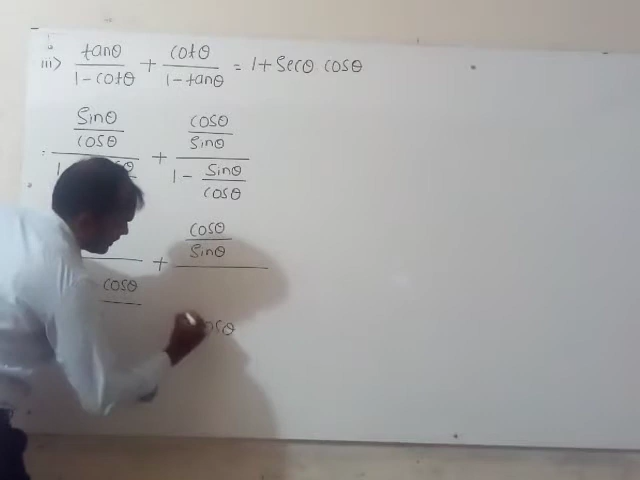 III> tanθ/1-cotθ + cotθ/1-tanθ = 1+Secθ.cosθ
= Sinθ/cosθ + cosθ/Sinθ
1- θ 1- Sinθ/cosθ
+ cosθ/Sinθ
cosθ